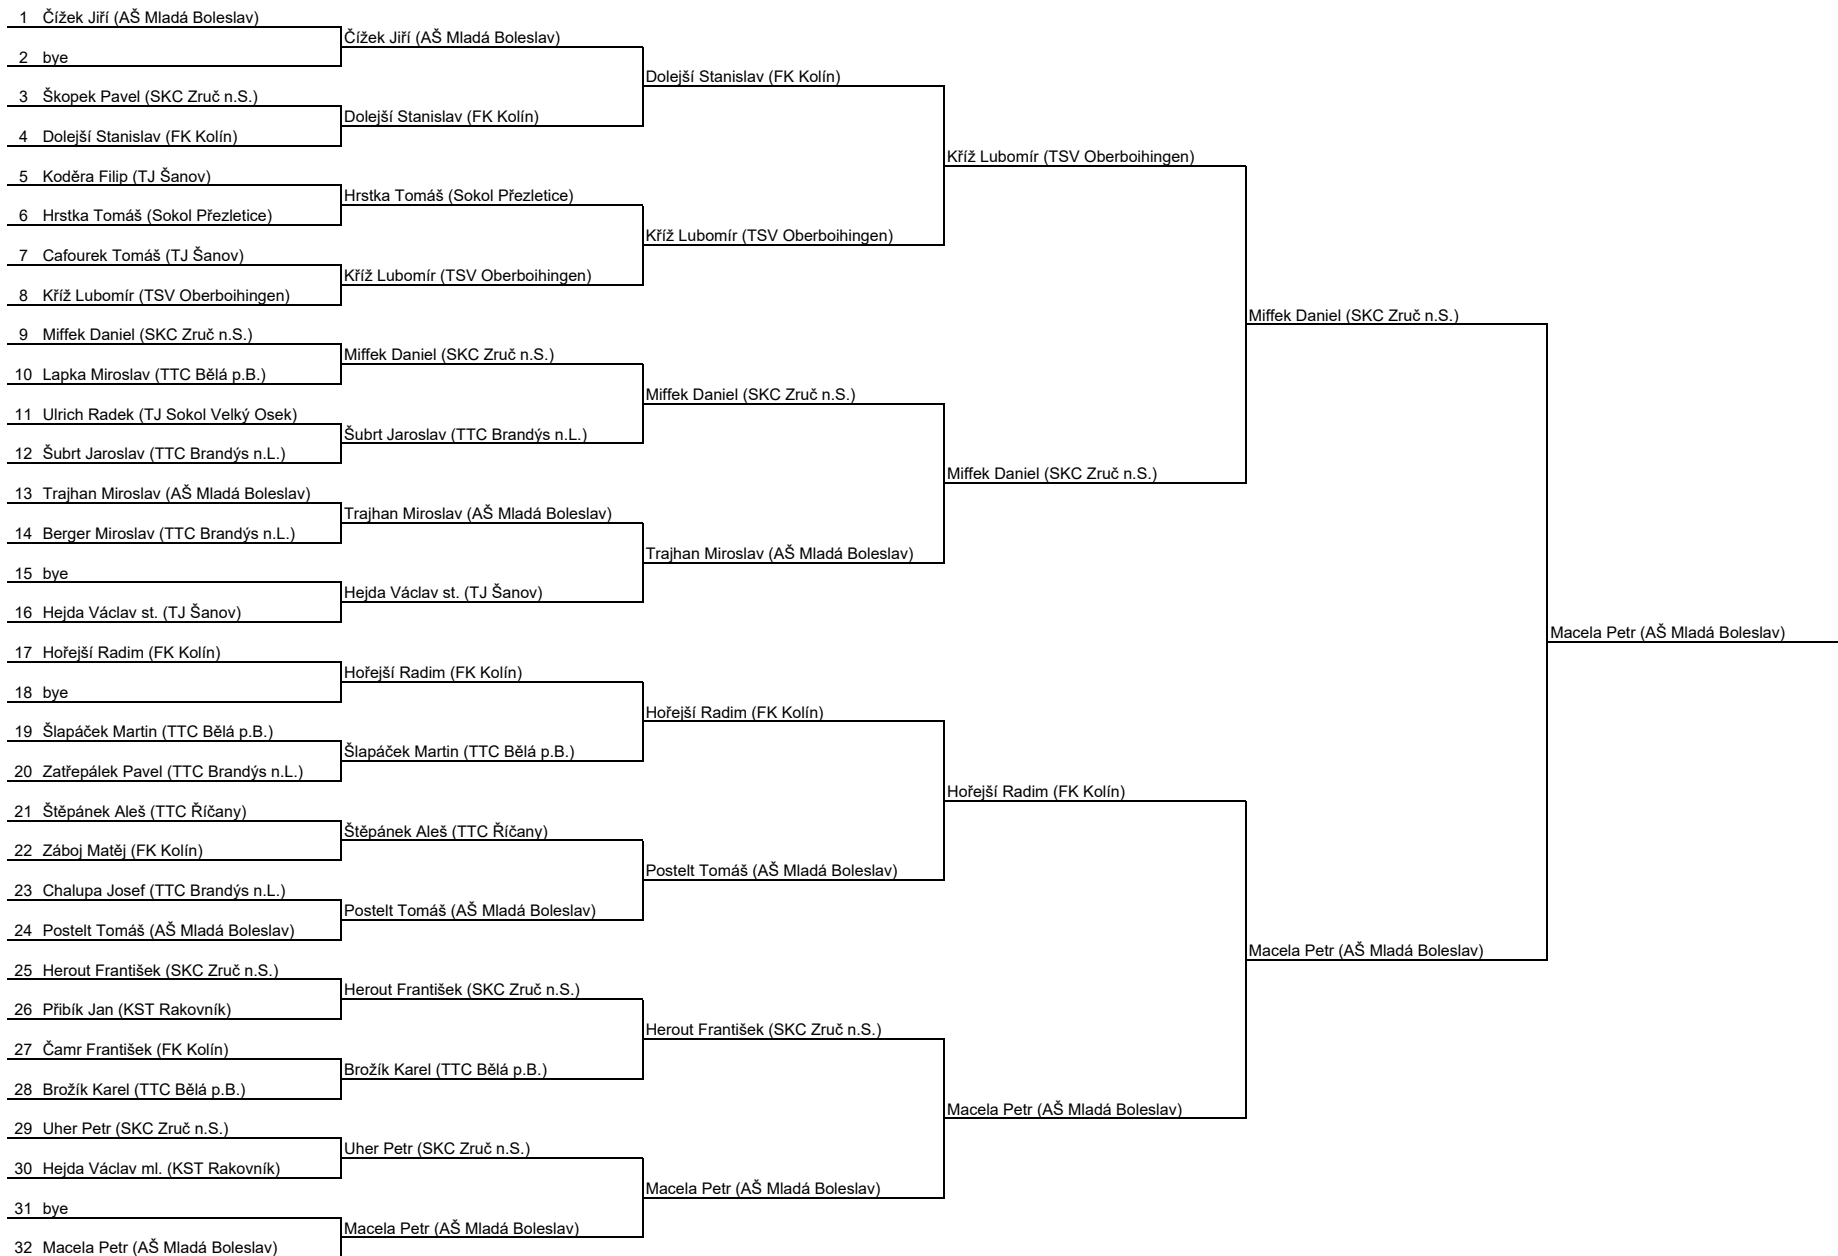 1 Čížek Jiří (AŠ Mladá Boleslav)
Čížek Jiří (AŠ Mladá Boleslav)
2 bye
Dolejší Stanislav (FK Kolín)
3 Škopek Pavel (SKC Zruč n.S.)
Dolejší Stanislav (FK Kolín)
4 Dolejší Stanislav (FK Kolín)
Kříž Lubomír (TSV Oberboihingen)
5 Koděra Filip (TJ Šanov)
Hrstka Tomáš (Sokol Přezletice)
6 Hrstka Tomáš (Sokol Přezletice)
Kříž Lubomír (TSV Oberboihingen)
7 Cafourek Tomáš (TJ Šanov)
Kříž Lubomír (TSV Oberboihingen)
8 Kříž Lubomír (TSV Oberboihingen)
Miffek Daniel (SKC Zruč n.S.)
9 Miffek Daniel (SKC Zruč n.S.)
Miffek Daniel (SKC Zruč n.S.)
10 Lapka Miroslav (TTC Bělá p.B.)
Miffek Daniel (SKC Zruč n.S.)
11 Ulrich Radek (TJ Sokol Velký Osek)
Šubrt Jaroslav (TTC Brandýs n.L.)
12 Šubrt Jaroslav (TTC Brandýs n.L.)
Miffek Daniel (SKC Zruč n.S.)
13 Trajhan Miroslav (AŠ Mladá Boleslav)
Trajhan Miroslav (AŠ Mladá Boleslav)
14 Berger Miroslav (TTC Brandýs n.L.)
Trajhan Miroslav (AŠ Mladá Boleslav)
15 bye
Hejda Václav st. (TJ Šanov)
16 Hejda Václav st. (TJ Šanov)
Macela Petr (AŠ Mladá Boleslav)
17 Hořejší Radim (FK Kolín)
Hořejší Radim (FK Kolín)
18 bye
Hořejší Radim (FK Kolín)
19 Šlapáček Martin (TTC Bělá p.B.)
Šlapáček Martin (TTC Bělá p.B.)
20 Zatřepálek Pavel (TTC Brandýs n.L.)
Hořejší Radim (FK Kolín)
21 Štěpánek Aleš (TTC Říčany)
Štěpánek Aleš (TTC Říčany)
22 Záboj Matěj (FK Kolín)
Postelt Tomáš (AŠ Mladá Boleslav)
23 Chalupa Josef (TTC Brandýs n.L.)
Postelt Tomáš (AŠ Mladá Boleslav)
24 Postelt Tomáš (AŠ Mladá Boleslav)
Macela Petr (AŠ Mladá Boleslav)
25 Herout František (SKC Zruč n.S.)
Herout František (SKC Zruč n.S.)
26 Přibík Jan (KST Rakovník)
Herout František (SKC Zruč n.S.)
27 Čamr František (FK Kolín)
Brožík Karel (TTC Bělá p.B.)
28 Brožík Karel (TTC Bělá p.B.)
Macela Petr (AŠ Mladá Boleslav)
29 Uher Petr (SKC Zruč n.S.)
Uher Petr (SKC Zruč n.S.)
30 Hejda Václav ml. (KST Rakovník)
Macela Petr (AŠ Mladá Boleslav)
31 bye
Macela Petr (AŠ Mladá Boleslav)
32 Macela Petr (AŠ Mladá Boleslav)